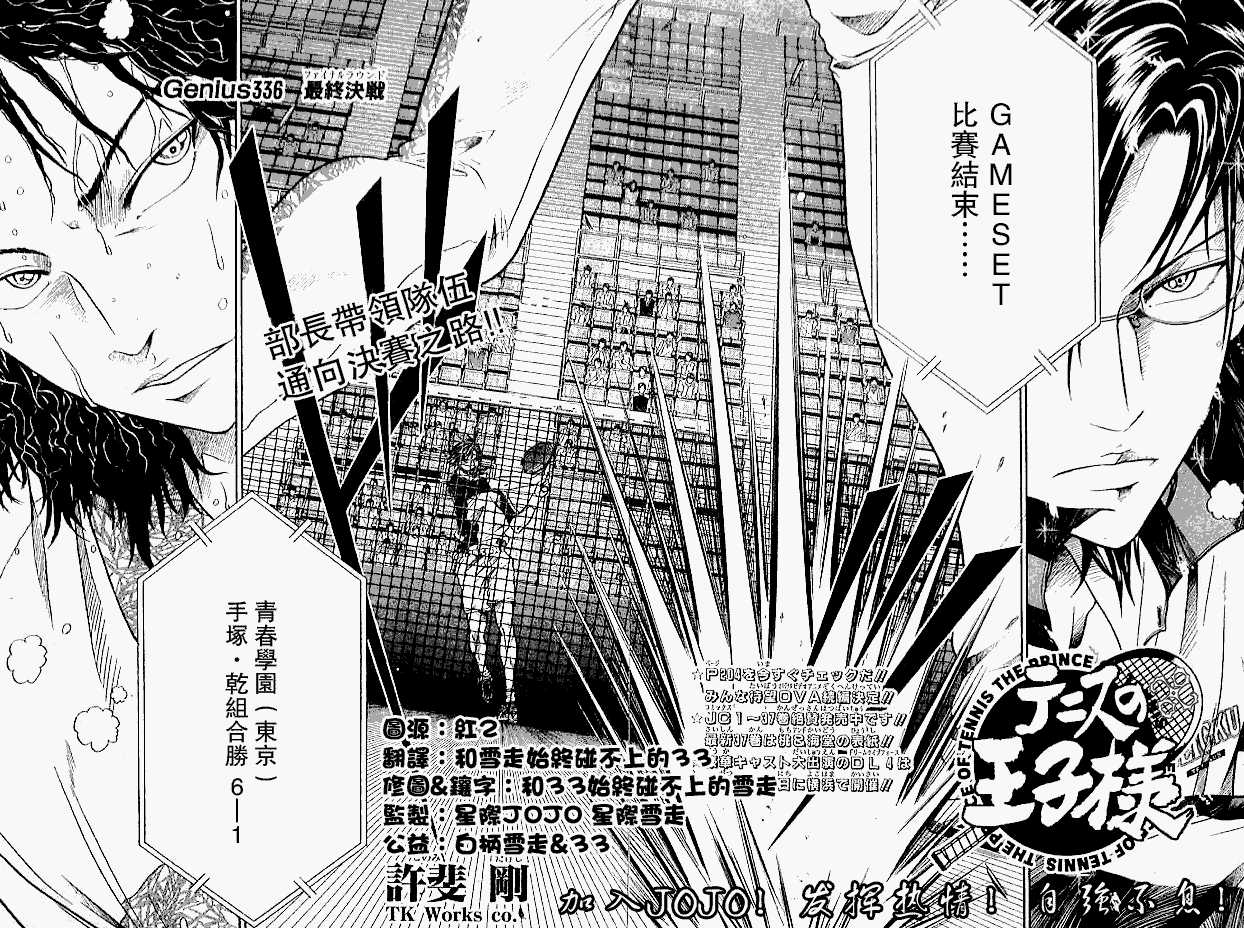 Genius336 最終決戦
ファイナルラウンド
GAMESET
比賽結束……
部長帶領隊伍
通向決賽之路!!
青春學園(東京)
手塚・乾組合勝 6—1
☆P204を今すぐチェックだ!!
みんな待望OVA続編決定!!
☆JC1〜37巻絶賛発売中です!!
最新37巻は桃&海堂の表紙!!
豪華キャスト大出演のDL4は
日に横浜で開催!!
圖源:紅2
翻譯:和雪走始終碰不上的33
修圖&鑲字:和33始終碰不上的雪走
監製:星際JOJO 星際雪走
公益:白柄雪走&33
許斐 剛
TK Works co.
テニスの
王子様
THE PRINCE OF TENNIS
加入JOJO! 发挥热情! 自強不息!